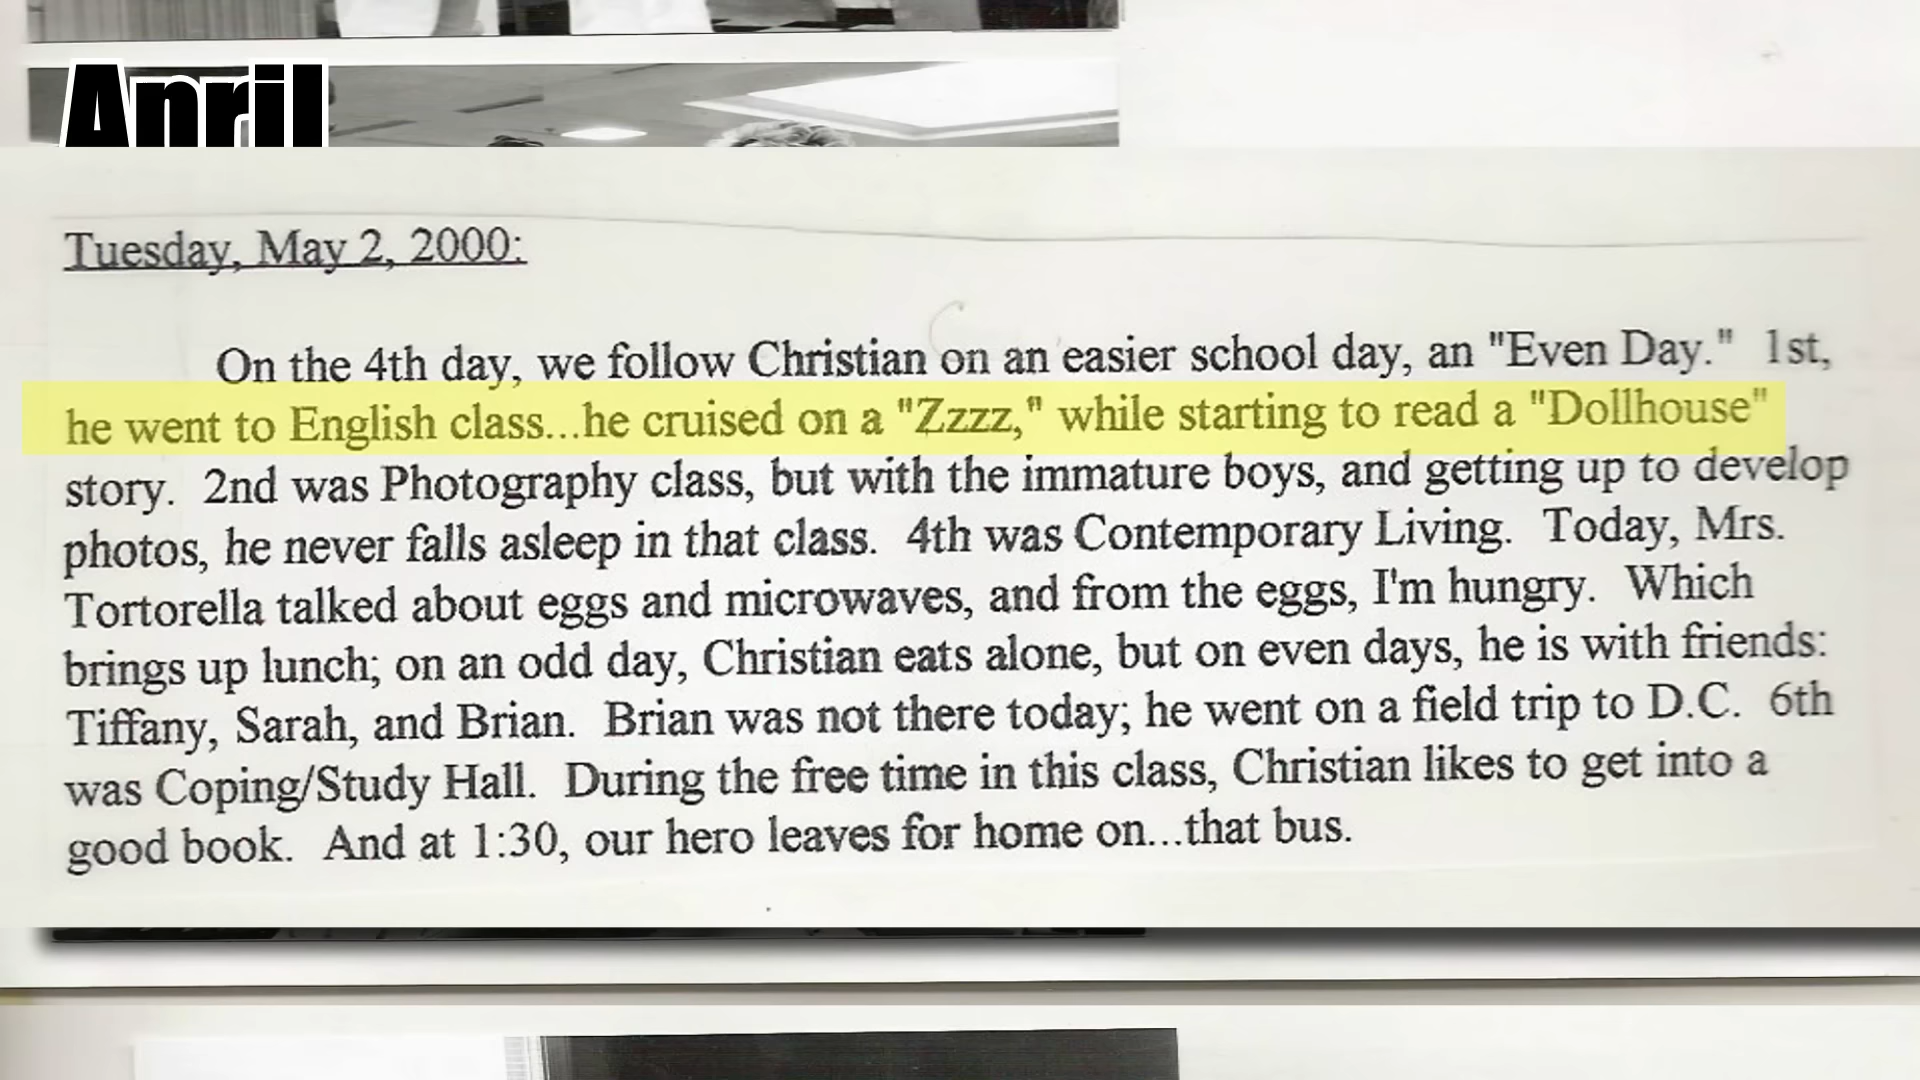 April
Tuesday, May 2, 2000:
On the 4th day, we follow Christian on an easier school day, an "Even Day."  1st,
he went to English class...he cruised on a "Zzzz," while starting to read a "Dollhouse"
story.  2nd was Photography class, but with the immature boys, and getting up to develop
photos, he never falls asleep in that class.  4th was Contemporary Living.  Today, Mrs.
Tortorella talked about eggs and microwaves, and from the eggs, I'm hungry.  Which
brings up lunch; on an odd day, Christian eats alone, but on even days, he is with friends:
Tiffany, Sarah, and Brian.  Brian was not there today; he went on a field trip to D.C.  6th
was Coping/Study Hall.  During the free time in this class, Christian likes to get into a
good book.  And at 1:30, our hero leaves for home on...that bus.